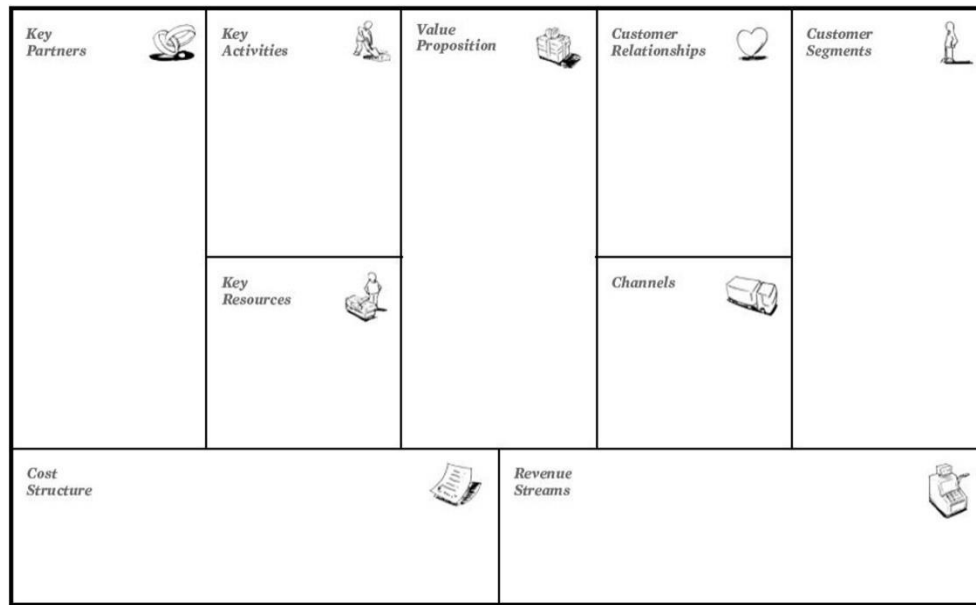 Key
Partners
Key
Activities
Value
Proposition
Customer
Relationships
Customer
Segments
Key
Resources
Channels
Cost
Structure
Revenue
Streams